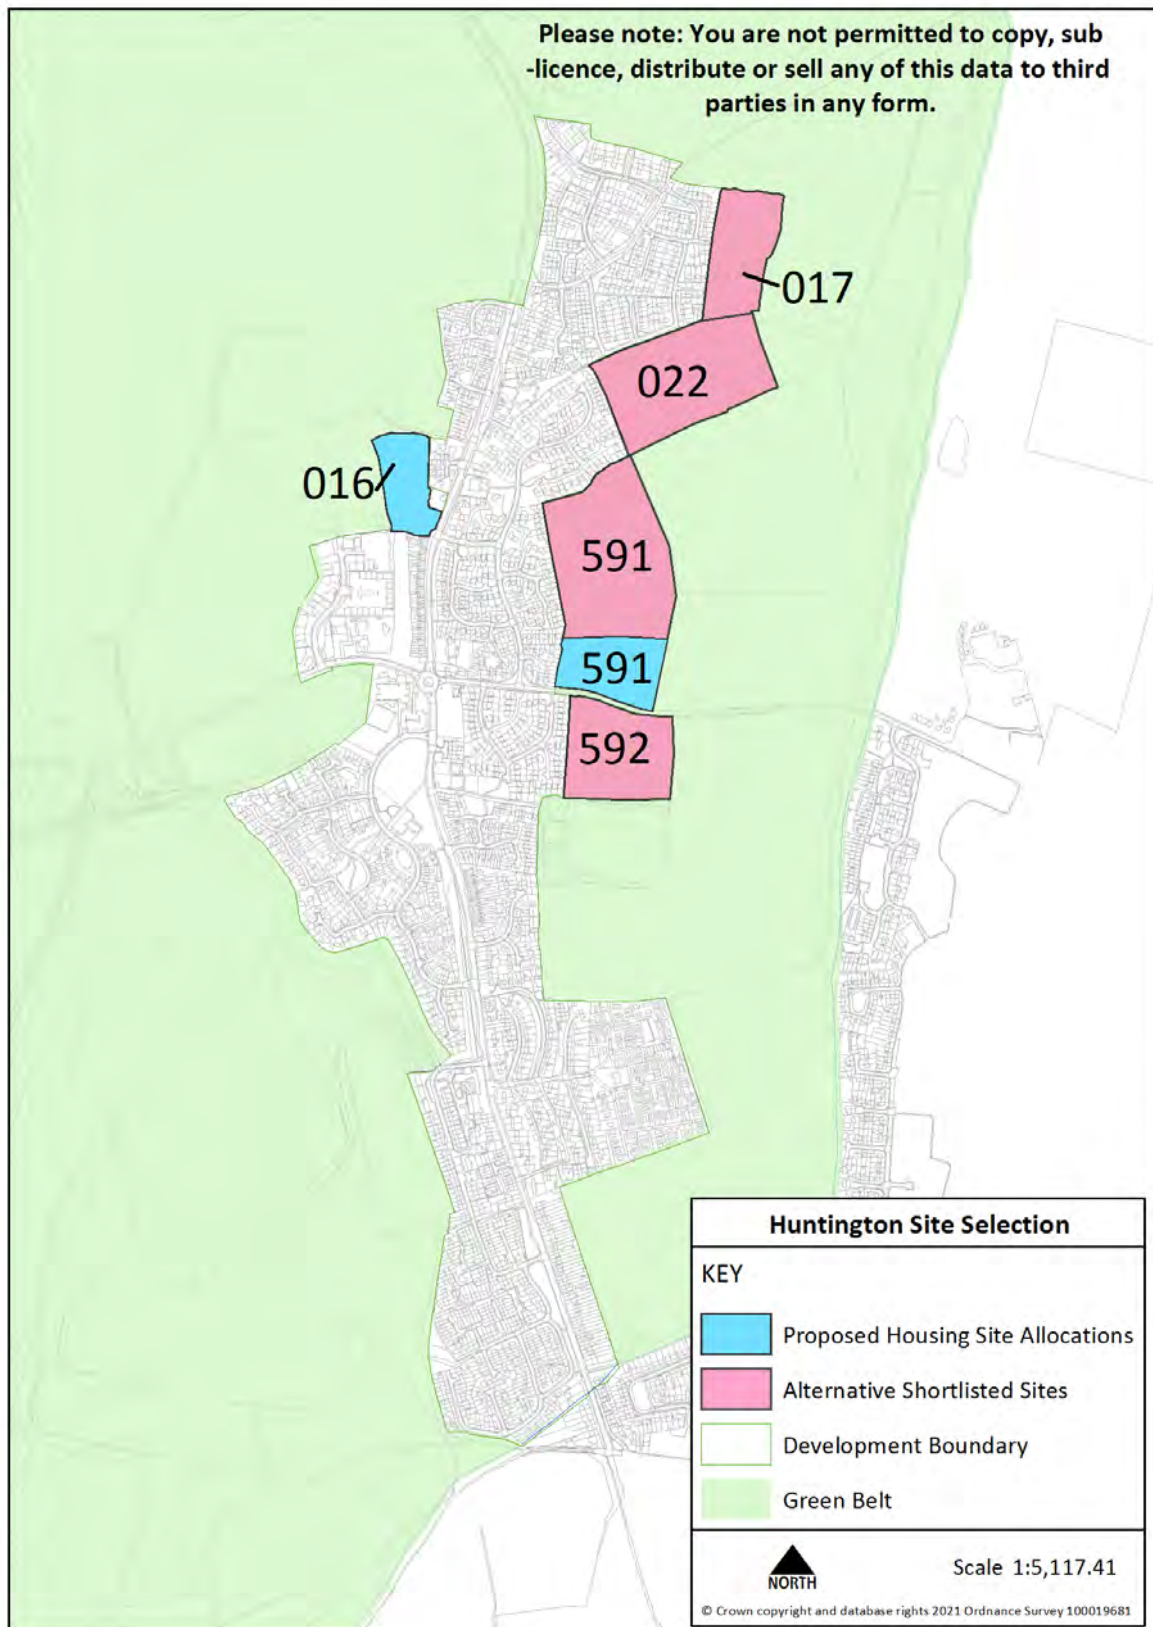 Please note: You are not permitted to copy, sub
-licence, distribute or sell any of this data to third
parties in any form.
017
022
016
591
591
592
Huntington Site Selection
KEY
Proposed Housing Site Allocations
Alternative Shortlisted Sites
Development Boundary
Green Belt
NORTH
Scale 1:5,117.41
© Crown copyright and database rights 2021 Ordnance Survey 100019681